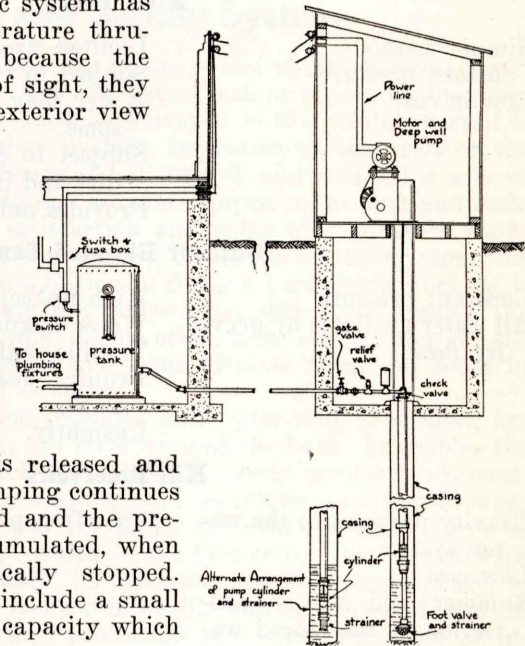 c system has
rature thru-
because the
of sight, they
exterior view
Power
line
Motor and
Deep well
pump
Switch &
fuse box
pressure
switch
To house
plumbing
fixtures
pressure
tank
gate
valve
relief
valve
check
valve
s released and
ping continues
d and the pre-
umulated, when
ically stopped.
include a small
capacity which
casing
casing
cylinder
Alternate Arrangement
of pump cylinder
and strainer
strainer
Foot valve
and strainer